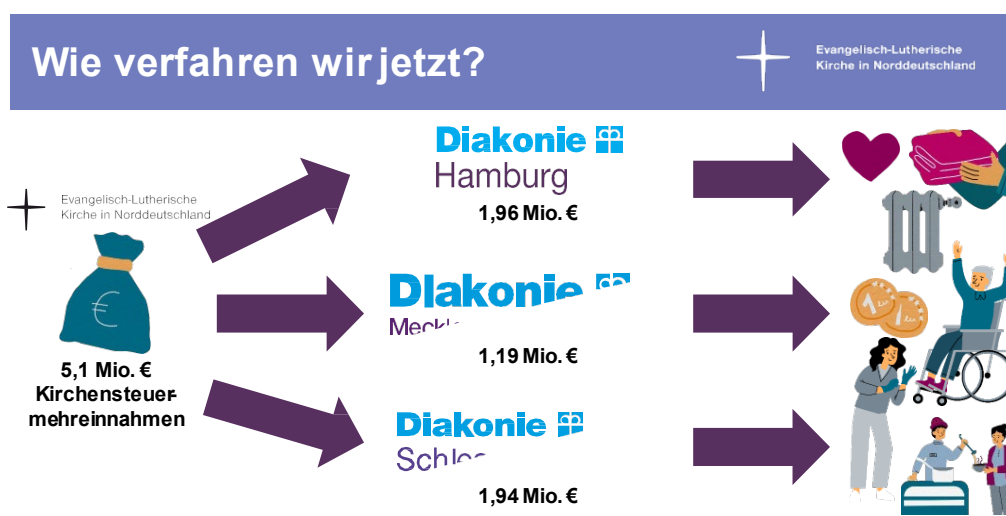 Wie verfahren wir jetzt?
Evangelisch-Lutherische
Kirche in Norddeutschland
Evangelisch-Lutherische
Kirche in Norddeutschland
€
5,1 Mio. €
Kirchensteuer-
mehreinnahmen
Diakonie
Hamburg
1,96 Mio. €
Diakonie
1,19 Mio. €
Diakonie
1,94 Mio. €